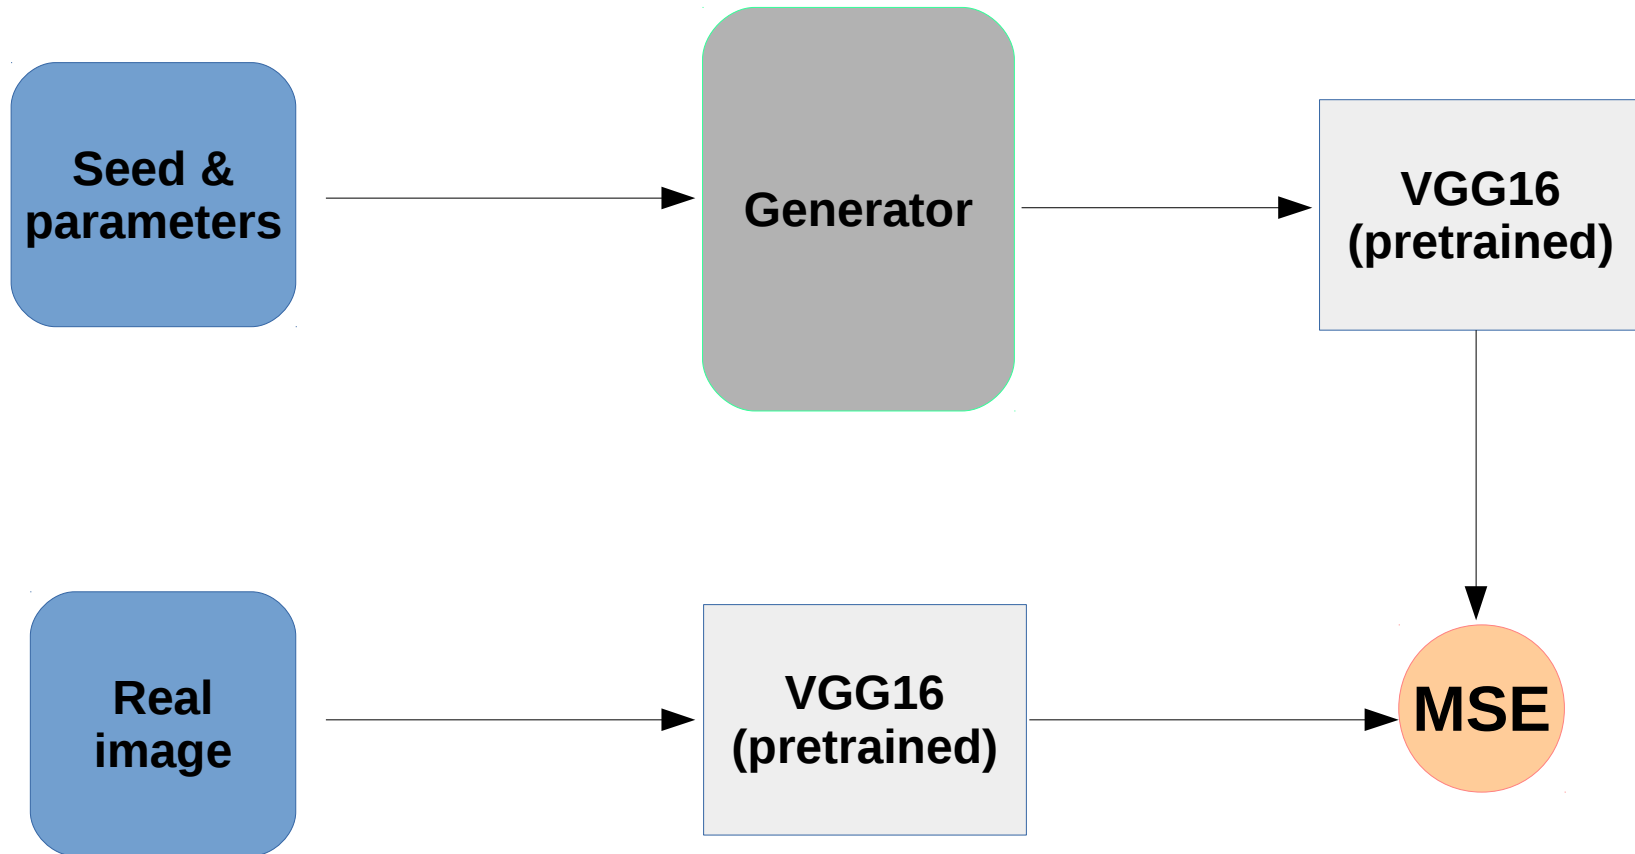 Seed &
parameters
Generator
VGG16
(pretrained)
Real
image
VGG16
(pretrained)
MSE